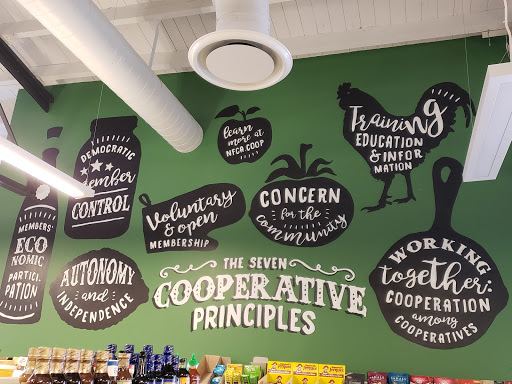 learn
more at
NFCA.COOP
Training
EDUCATION
& INFOR
MATION
DEMOCRATIC
Member
CONTROL
Voluntary
& open
MEMBERSHIP
CONCERN
for the
community
MEMBERS'
ECO
NOMIC
PARTICI
PATION
AUTONOMY
and
INDEPENDENCE
THE SEVEN
COOPERATIVE
PRINCIPLES
WORKING
together:
COOPERATION
among
COOPERATIVES